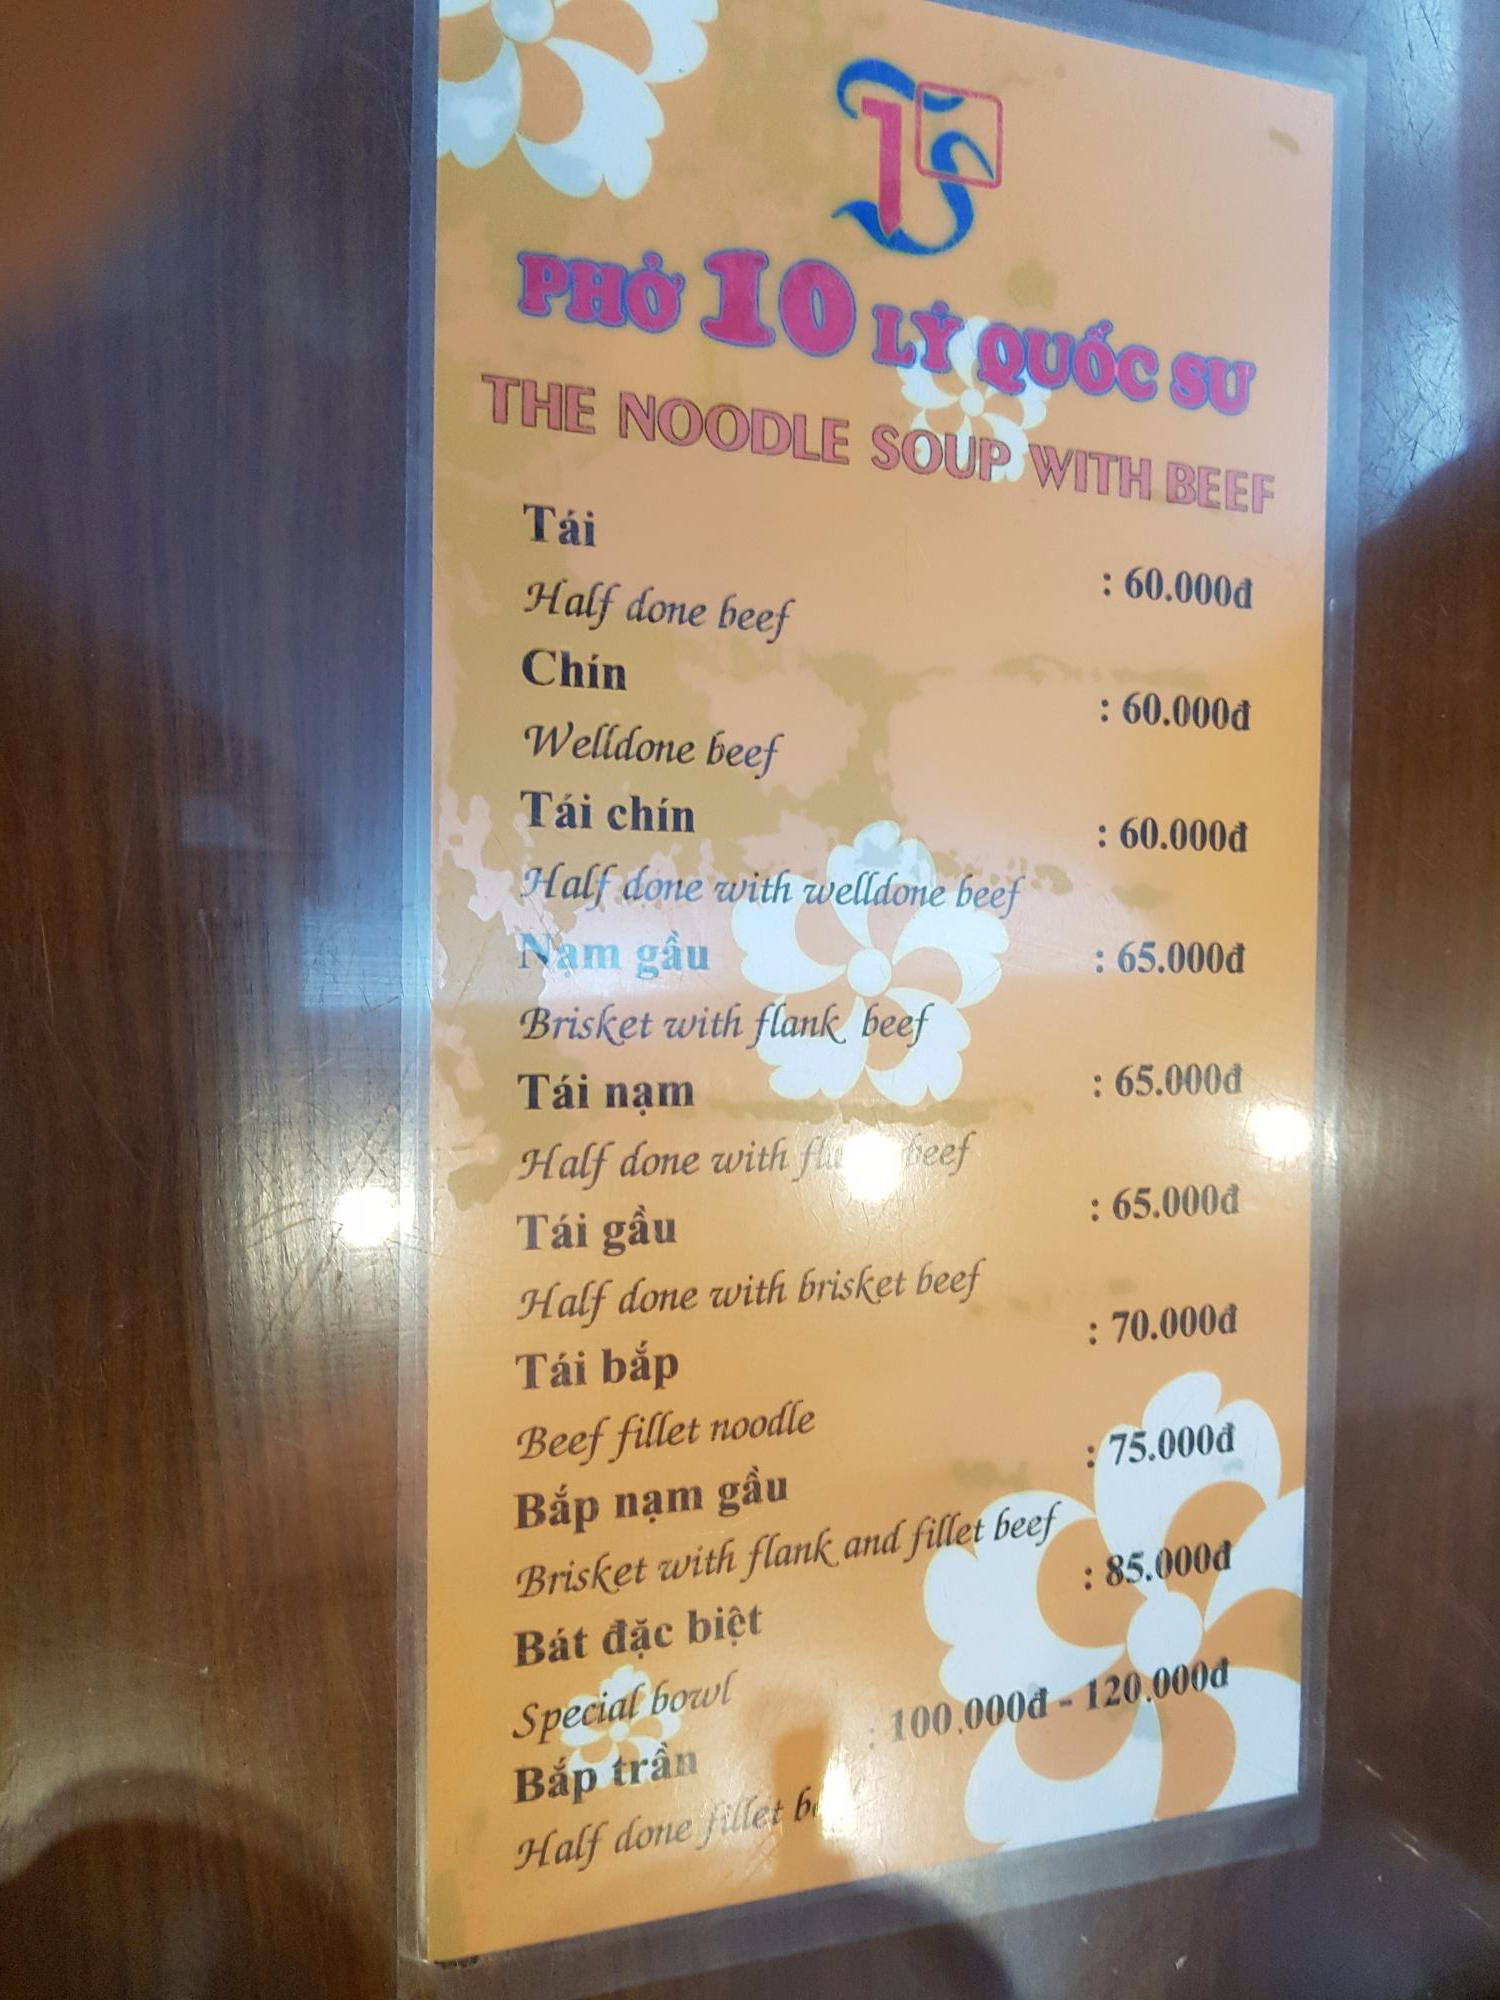 PHỞ 10 LÝ QUỐC SƯ
THE NOODLE SOUP WITH BEEF
Tái
: 60.000đ
Half done beef
Chín
: 60.000đ
Welldone beef
Tái chín
: 60.000đ
Half done with welldone beef
Nạm gầu
: 65.000đ
Brisket with flank beef
Tái nạm
: 65.000đ
Half done with beef
Tái gầu
: 65.000đ
Half done with brisket beef
Tái bắp
: 70.000đ
Beef fillet noodle
Bắp nạm gầu
: 75.000đ
Brisket with flank and fillet beef
Bát đặc biệt
: 85.000đ
Special bowl
Bắp trần
: 100.000đ - 120.000đ
Half done fillet